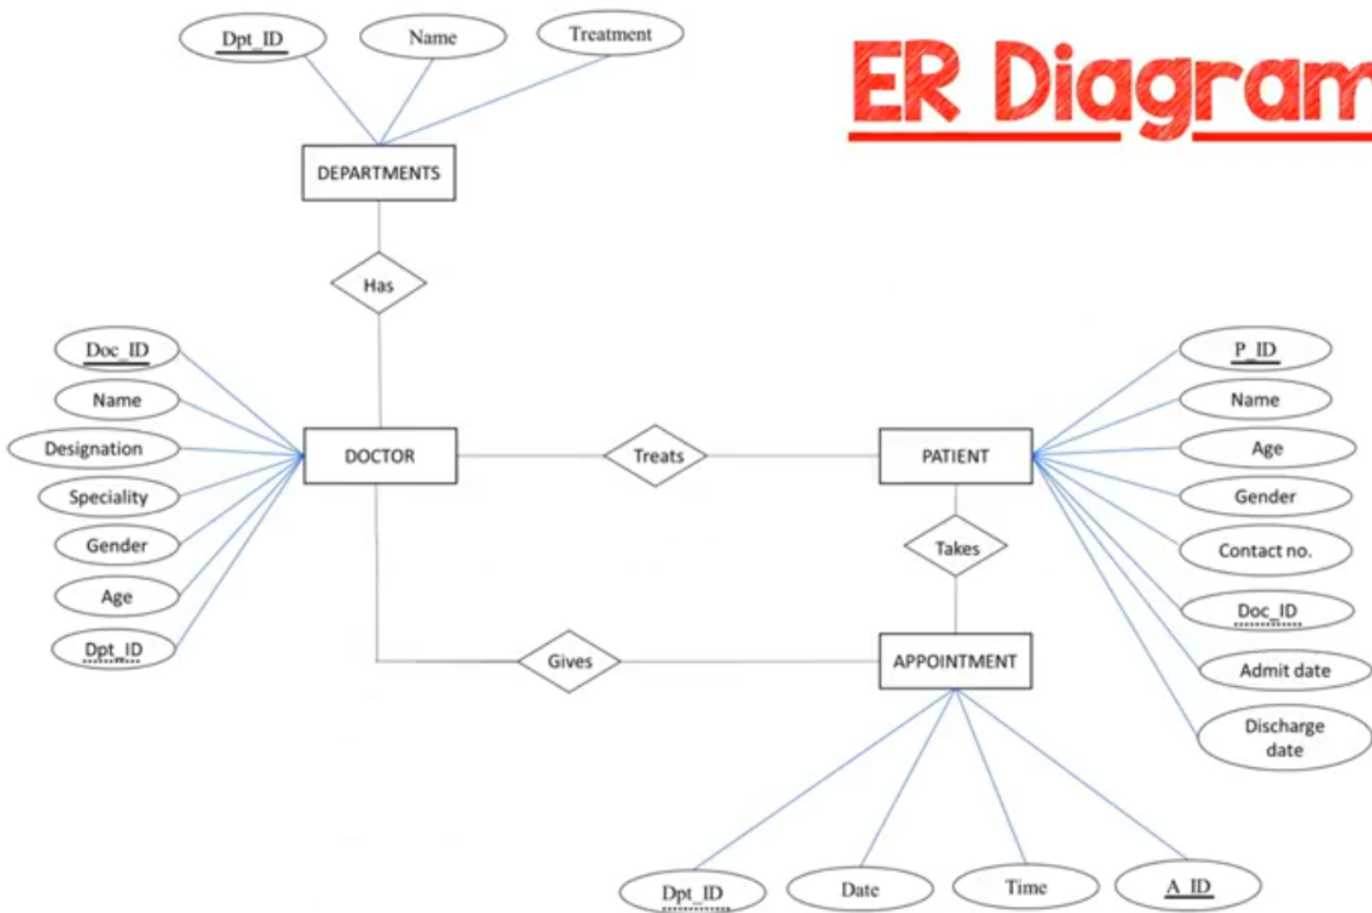 ER Diagram
Dpt_ID
Name
Treatment
DEPARTMENTS
Has
Doc_ID
Name
Designation
Speciality
Gender
Age
Dpt_ID
DOCTOR
Treats
PATIENT
P_ID
Name
Age
Gender
Contact no.
Doc_ID
Admit date
Discharge
date
Takes
Gives
APPOINTMENT
Dpt_ID
Date
Time
A_ID